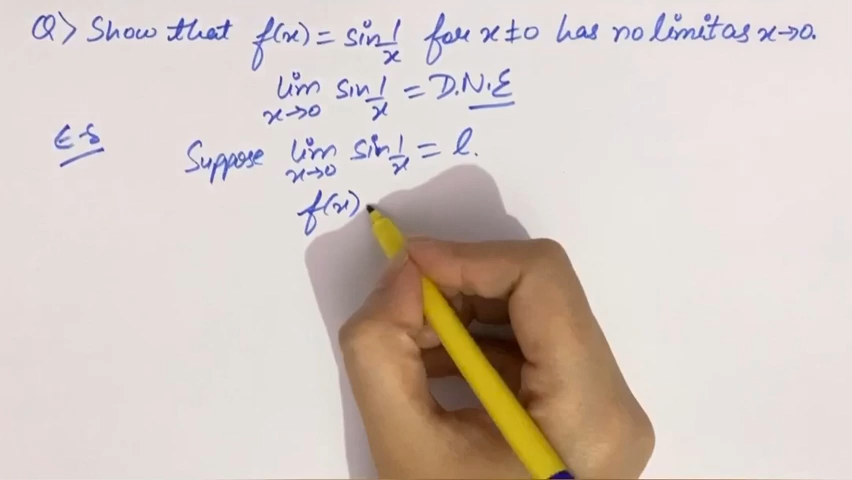 Q> Show that f(x) = sin 1/x for x ≠ 0 has no limit as x→0.
lim x→0 sin 1/x = D.N.E
ε-δ
Suppose lim x→0 sin 1/x = l.
f(x)